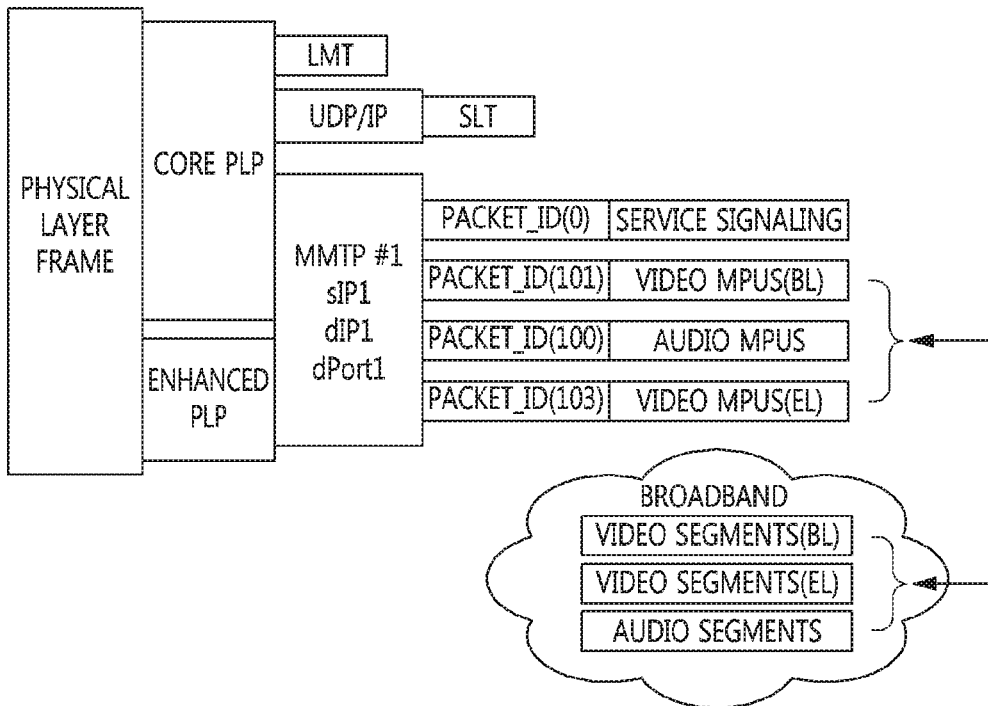 PHYSICAL
LAYER
FRAME
CORE PLP
ENHANCED
PLP
LMT
UDP/IP
SLT
MMTP #1
sIP1
dIP1
dPort1
PACKET_ID(0)
SERVICE SIGNALING
PACKET_ID(101)
VIDEO MPUS(BL)
PACKET_ID(100)
AUDIO MPUS
PACKET_ID(103)
VIDEO MPUS(EL)
BROADBAND
VIDEO SEGMENTS(BL)
VIDEO SEGMENTS(EL)
AUDIO SEGMENTS